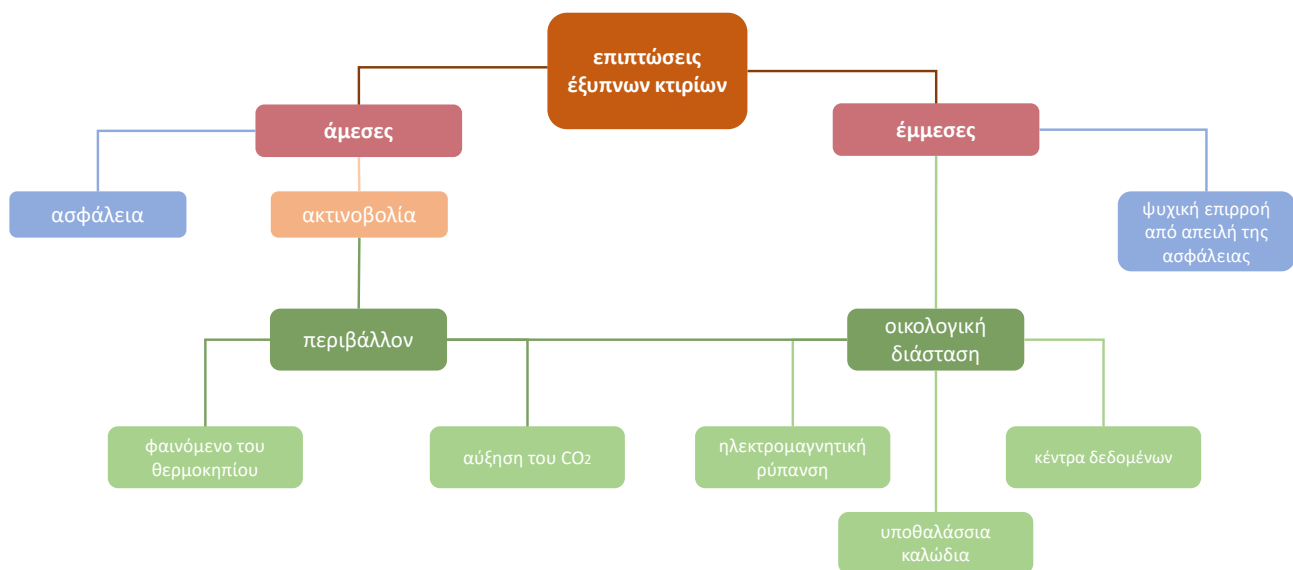 επιπτώσεις
έξυπνων κτιρίων
άμεσες
έμμεσες
ασφάλεια
ακτινοβολία
ψυχική επιρροή
από απειλή της
ασφάλειας
περιβάλλον
οικολογική
διάσταση
φαινόμενο του
θερμοκηπίου
αύξηση του CO₂
ηλεκτρομαγνητική
ρύπανση
κέντρα δεδομένων
υποθαλάσσια
καλώδια